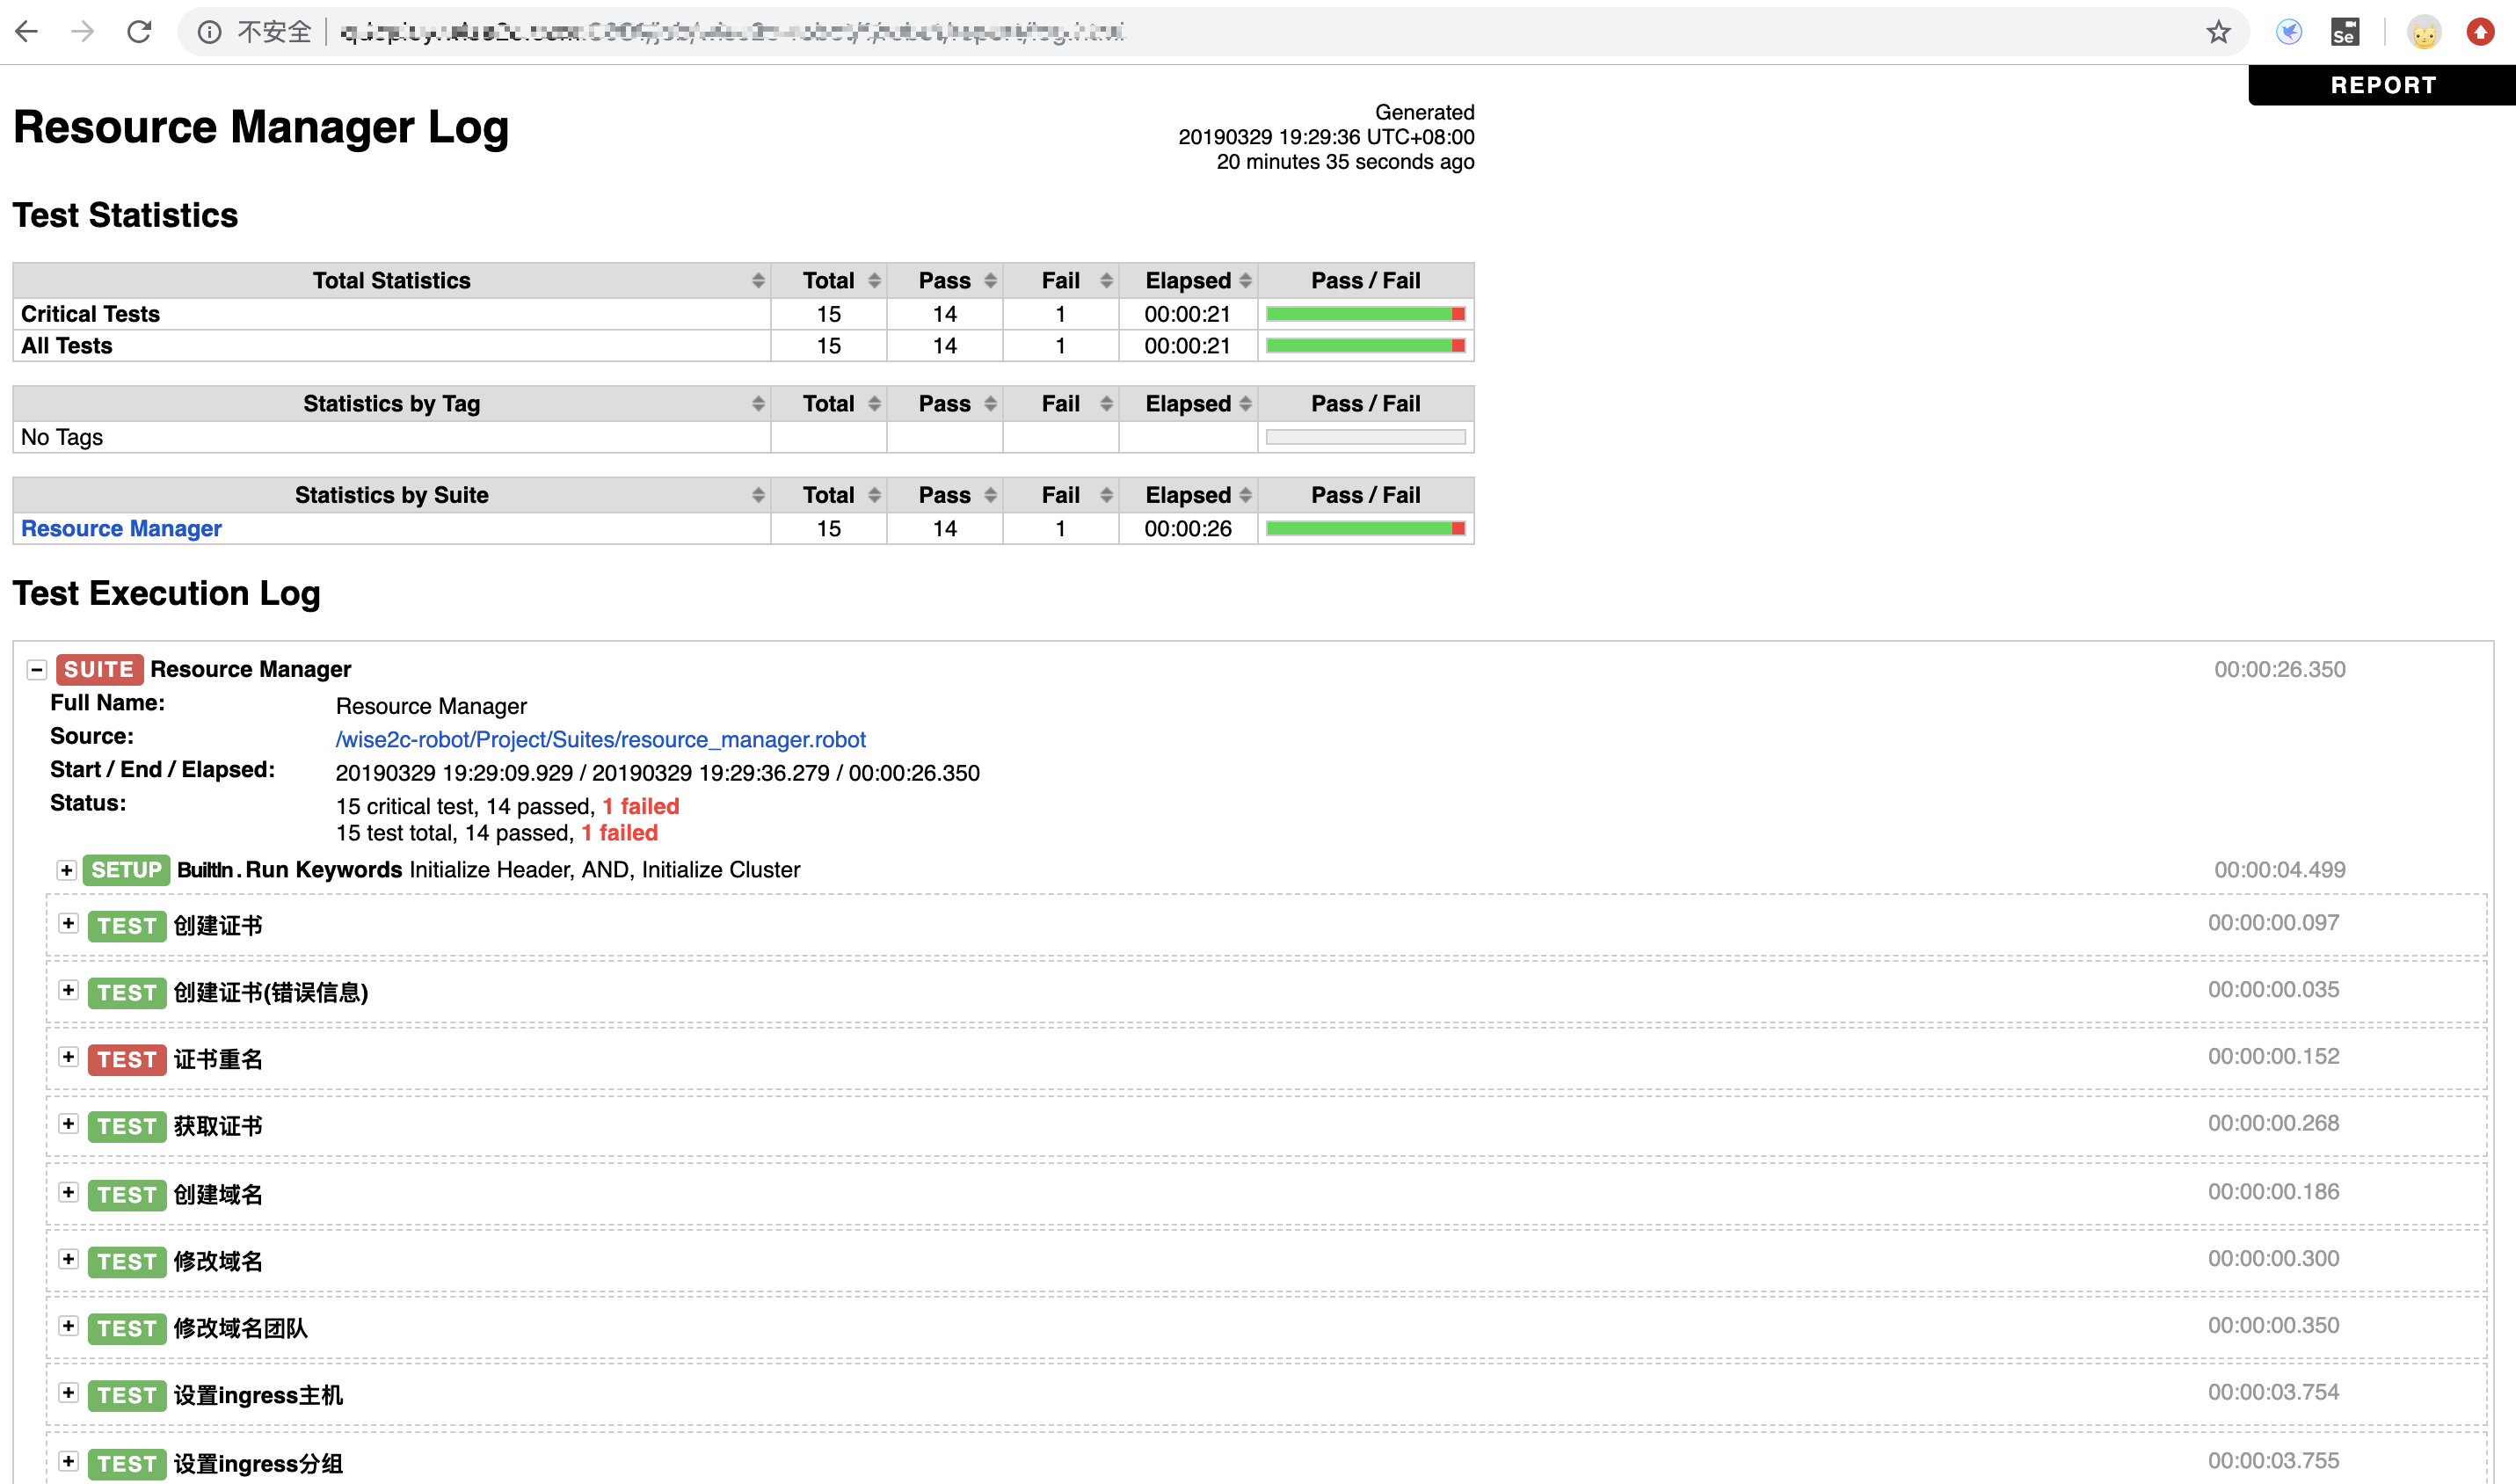 不安全
Se
REPORT
Resource Manager Log
Generated
20190329 19:29:36 UTC+08:00
20 minutes 35 seconds ago
Test Statistics
Total Statistics Total Pass Fail Elapsed Pass / Fail
Critical Tests 15 14 1 00:00:21
All Tests 15 14 1 00:00:21
Statistics by Tag Total Pass Fail Elapsed Pass / Fail
No Tags
Statistics by Suite Total Pass Fail Elapsed Pass / Fail
Resource Manager 15 14 1 00:00:26
Test Execution Log
SUITE Resource Manager 00:00:26.350
Full Name: Resource Manager
Source: /wise2c-robot/Project/Suites/resource_manager.robot
Start / End / Elapsed: 20190329 19:29:09.929 / 20190329 19:29:36.279 / 00:00:26.350
Status: 15 critical test, 14 passed, 1 failed
15 test total, 14 passed, 1 failed
SETUP BuiltIn . Run Keywords Initialize Header, AND, Initialize Cluster 00:00:04.499
TEST 创建证书 00:00:00.097
TEST 创建证书(错误信息) 00:00:00.035
TEST 证书重名 00:00:00.152
TEST 获取证书 00:00:00.268
TEST 创建域名 00:00:00.186
TEST 修改域名 00:00:00.300
TEST 修改域名团队 00:00:00.350
TEST 设置ingress主机 00:00:03.754
TEST 设置ingress分组 00:00:03.755